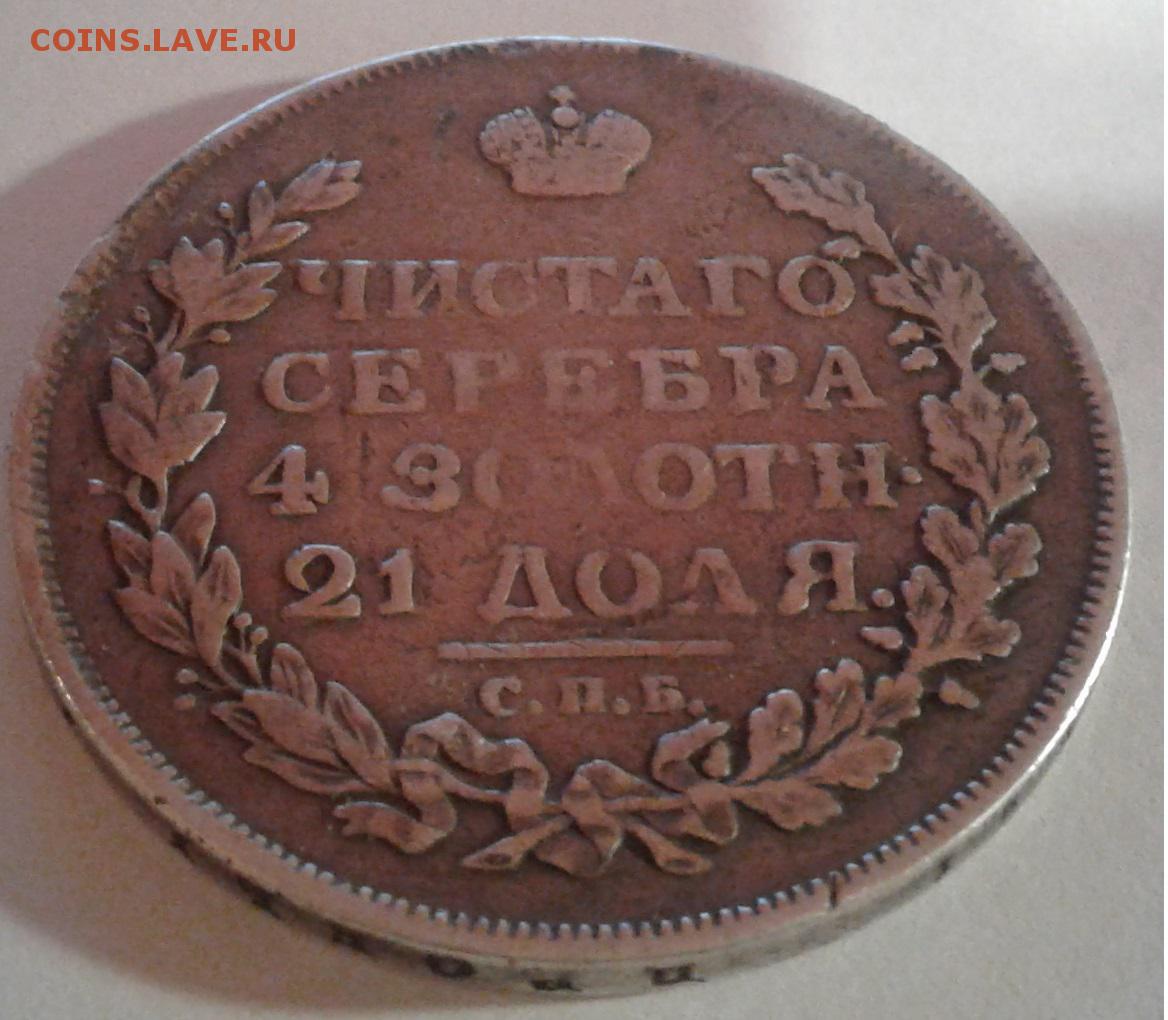 COINS.LAVE.RU
ЧИСТАГО
СЕРЕБРА
4 ЗОЛОТН.
21 ДОЛЯ.
С.П.Б.